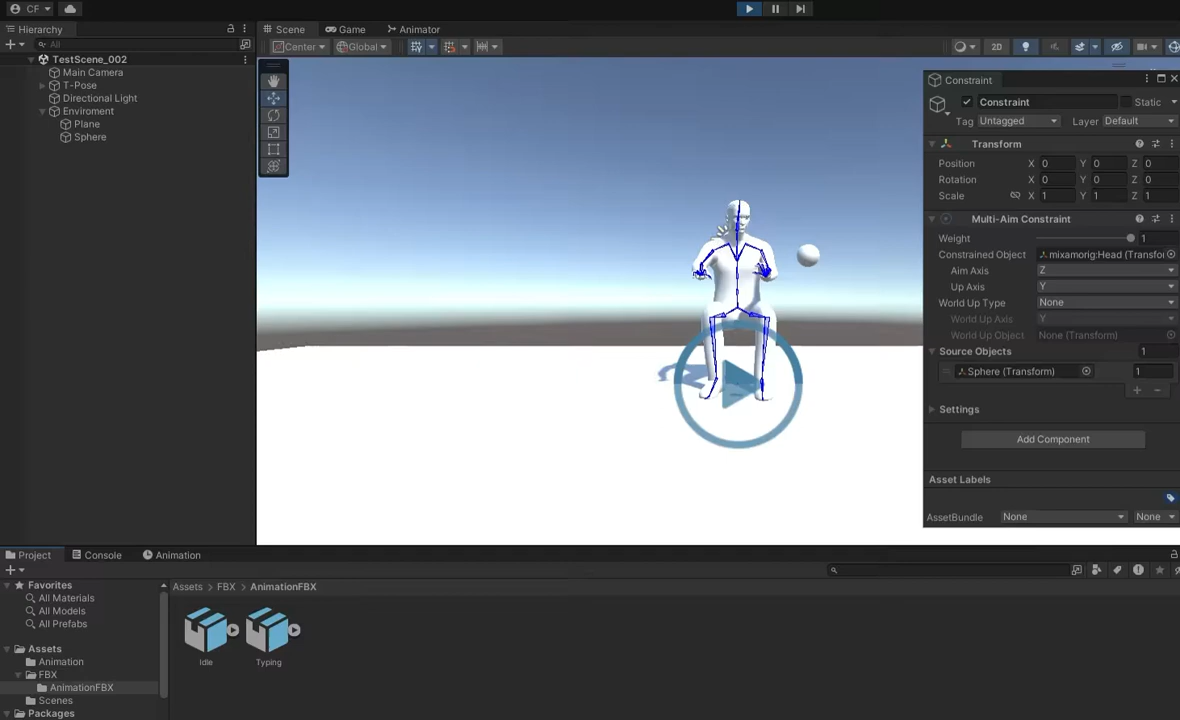 CF
Hierarchy
All
TestScene_002
Main Camera
T-Pose
Directional Light
Enviroment
Plane
Sphere
Scene Game Animator
Center Global 2D
Constraint
Constraint Static
Tag Untagged Layer Default
Transform
Position X 0 Y 0 Z 0
Rotation X 0 Y 0 Z 0
Scale X 1 Y 1 Z 1
Multi-Aim Constraint
Weight 1
Constrained Object mixamorig:Head (Transfor
Aim Axis Z
Up Axis Y
World Up Type None
World Up Axis Y
World Up Object None (Transform)
Source Objects 1
Sphere (Transform) 1
Settings
Add Component
Asset Labels
AssetBundle None None
Project Console Animation
Favorites
All Materials
All Models
All Prefabs
Assets
Animation
FBX
AnimationFBX
Scenes
Packages
Assets > FBX > AnimationFBX
Idle Typing